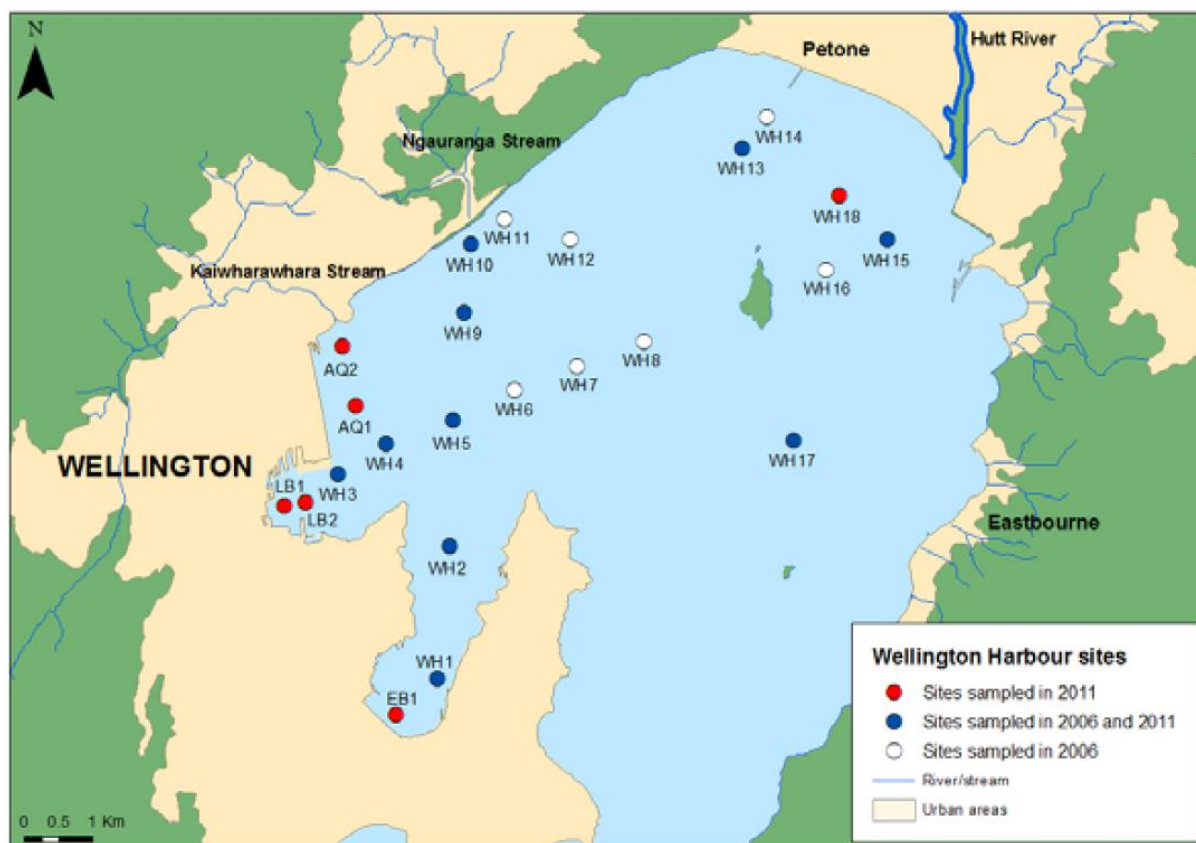 N
Petone
Hutt River
WH14
WH13
Ngauranga Stream
WH18
WH11
WH12
WH10
WH15
Kaiwharawhara Stream
WH16
WH9
WH8
AQ2
WH7
WH6
AQ1
WH5
WH4
WH17
WELLINGTON
WH3
LB1
LB2
Eastbourne
WH2
WH1
EB1
Wellington Harbour sites
Sites sampled in 2011
Sites sampled in 2006 and 2011
Sites sampled in 2006
River/stream
Urban areas
0 0.5 1 Km